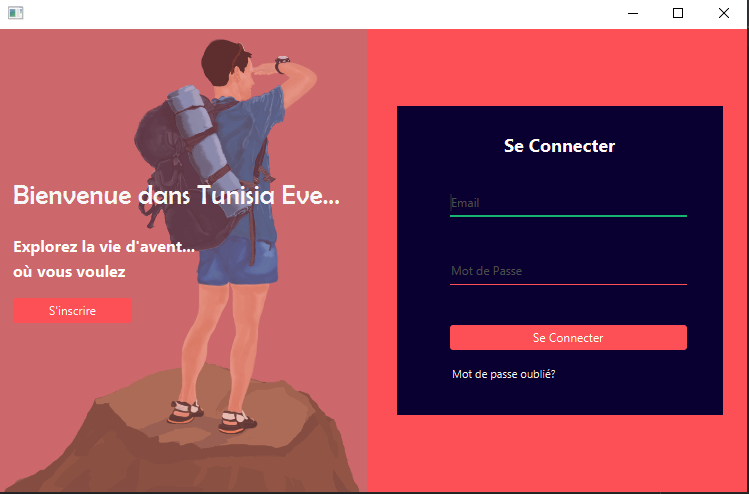 Bienvenue dans Tunisia Eve...
Explorez la vie d'avent...
où vous voulez
S'inscrire
Se Connecter
Email
Mot de Passe
Se Connecter
Mot de passe oublié?